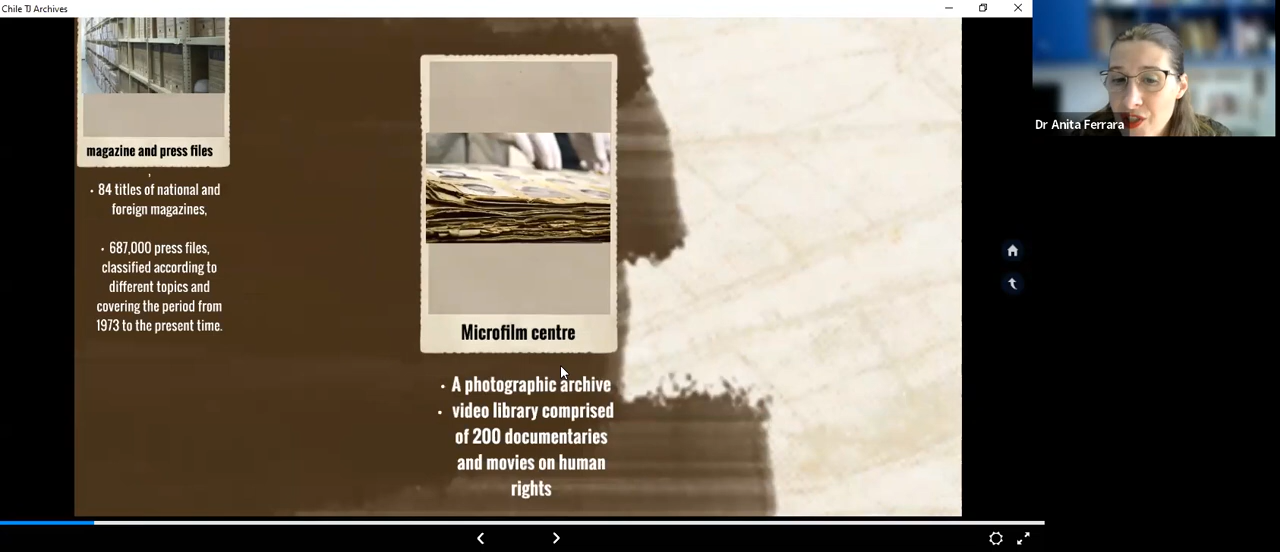 Chile TJ Archives
Dr Anita Ferrara
magazine and press files
,
• 84 titles of national and
foreign magazines,
• 687,000 press files,
classified according to
different topics and
covering the period from
1973 to the present time.
Microfilm centre
• A photographic archive
• video library comprised
of 200 documentaries
and movies on human
rights